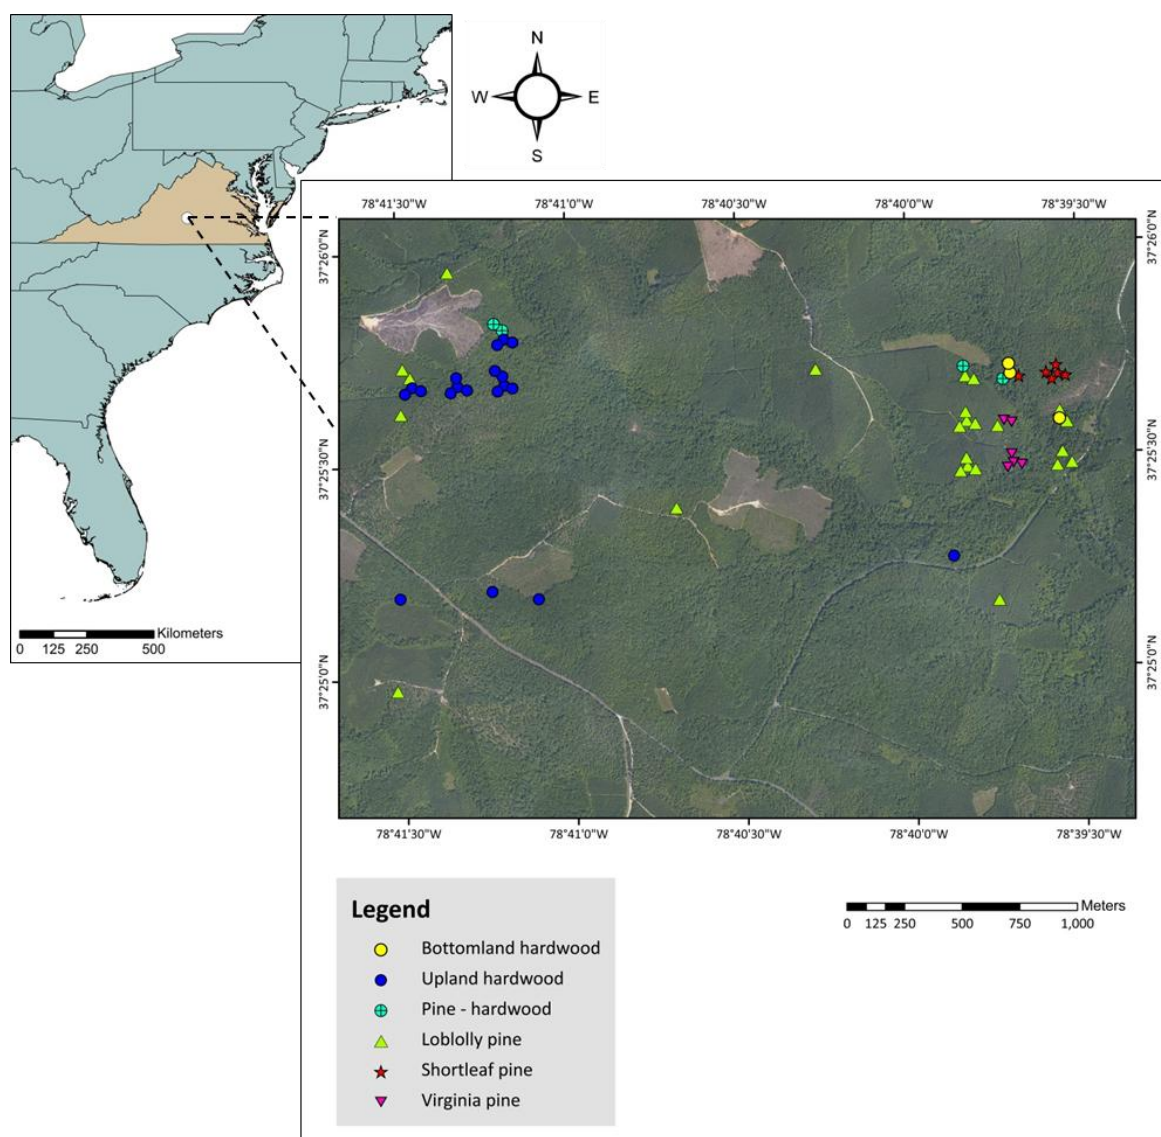 N
W E
S
Kilometers
0 125 250 500
78°41'30"W 78°41'0"W 78°40'30"W 78°40'0"W 78°39'30"W
37°26'0"N 37°26'0"N
37°25'30"N 37°25'30"N
37°25'0"N 37°25'0"N
78°41'30"W 78°41'0"W 78°40'30"W 78°40'0"W 78°39'30"W
Meters
0 125 250 500 750 1,000
Legend
Bottomland hardwood
Upland hardwood
Pine - hardwood
Loblolly pine
Shortleaf pine
Virginia pine